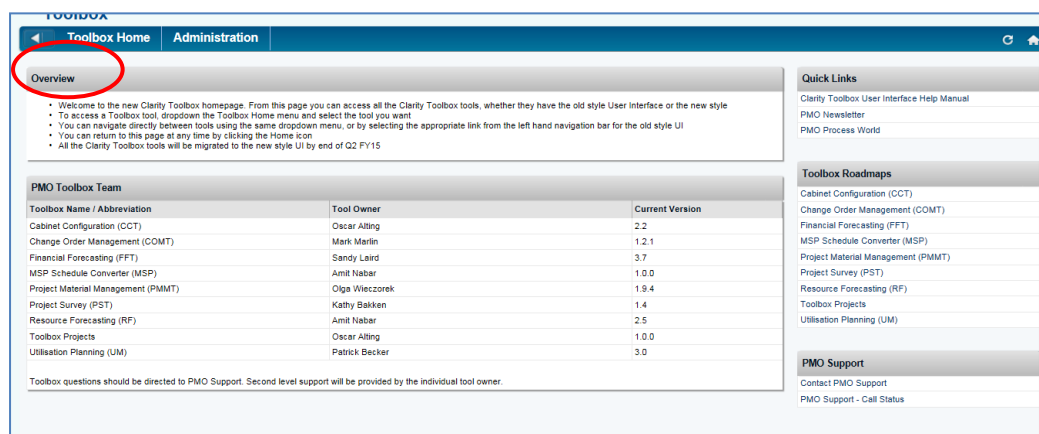 Toolbox
Toolbox Home Administration
Overview
• Welcome to the new Clarity Toolbox homepage. From this page you can access all the Clarity Toolbox tools, whether they have the old style User Interface or the new style
• To access a Toolbox tool, dropdown the Toolbox Home menu and select the tool you want
• You can navigate directly between tools using the same dropdown menu, or by selecting the appropriate link from the left hand navigation bar for the old style UI
• You can return to this page at any time by clicking the Home icon
• All the Clarity Toolbox tools will be migrated to the new style UI by end of Q2 FY15
PMO Toolbox Team
Toolbox Name / Abbreviation Tool Owner Current Version
Cabinet Configuration (CCT) Oscar Alting 2.2
Change Order Management (COMT) Mark Marlin 1.2.1
Financial Forecasting (FFT) Sandy Laird 3.7
MSP Schedule Converter (MSP) Amit Nabar 1.0.0
Project Material Management (PMMT) Olga Wieczorek 1.9.4
Project Survey (PST) Kathy Bakken 1.4
Resource Forecasting (RF) Amit Nabar 2.5
Toolbox Projects Oscar Alting 1.0.0
Utilisation Planning (UM) Patrick Becker 3.0
Toolbox questions should be directed to PMO Support. Second level support will be provided by the individual tool owner.
Quick Links
Clarity Toolbox User Interface Help Manual
PMO Newsletter
PMO Process World
Toolbox Roadmaps
Cabinet Configuration (CCT)
Change Order Management (COMT)
Financial Forecasting (FFT)
MSP Schedule Converter (MSP)
Project Material Management (PMMT)
Project Survey (PST)
Resource Forecasting (RF)
Toolbox Projects
Utilisation Planning (UM)
PMO Support
Contact PMO Support
PMO Support - Call Status